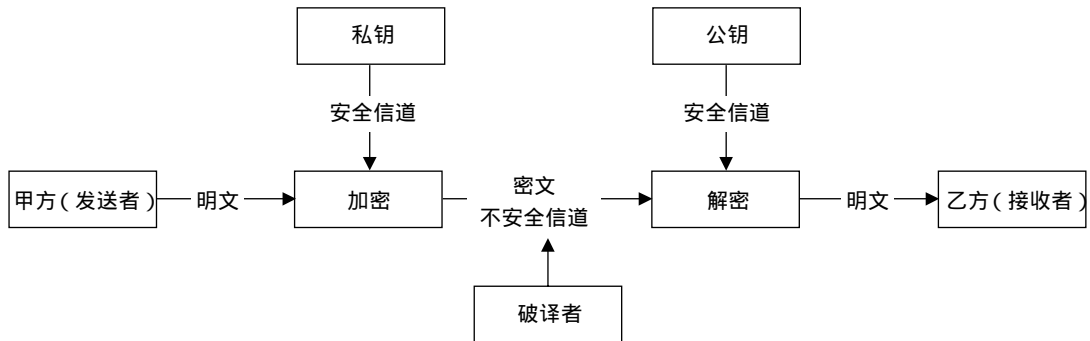 私钥
公钥
安全信道
安全信道
甲方(发送者)
明文
加密
密文
不安全信道
解密
明文
乙方(接收者)
破译者